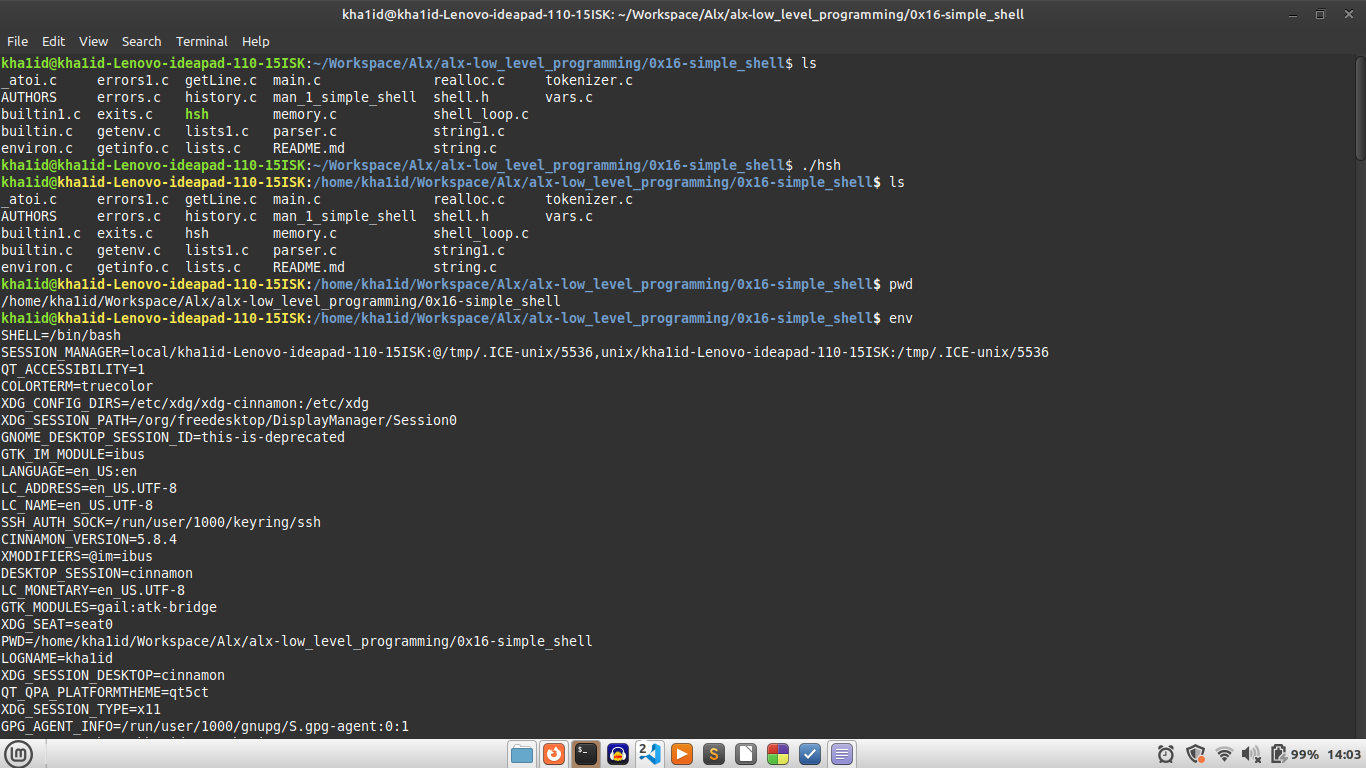 kha1id@kha1id-Lenovo-ideapad-110-15ISK: ~/Workspace/Alx/alx-low_level_programming/0x16-simple_shell
File Edit View Search Terminal Help
kha1id@kha1id-Lenovo-ideapad-110-15ISK:~/Workspace/Alx/alx-low_level_programming/0x16-simple_shell$ ls
_atoi.c errors1.c getLine.c main.c realloc.c tokenizer.c
AUTHORS errors.c history.c man_1_simple_shell shell.h vars.c
builtin1.c exits.c hsh memory.c shell_loop.c
builtin.c getenv.c lists1.c parser.c string1.c
environ.c getinfo.c lists.c README.md string.c
kha1id@kha1id-Lenovo-ideapad-110-15ISK:~/Workspace/Alx/alx-low_level_programming/0x16-simple_shell$ ./hsh
kha1id@kha1id-Lenovo-ideapad-110-15ISK:/home/kha1id/Workspace/Alx/alx-low_level_programming/0x16-simple_shell$ ls
_atoi.c errors1.c getLine.c main.c realloc.c tokenizer.c
AUTHORS errors.c history.c man_1_simple_shell shell.h vars.c
builtin1.c exits.c hsh memory.c shell_loop.c
builtin.c getenv.c lists1.c parser.c string1.c
environ.c getinfo.c lists.c README.md string.c
kha1id@kha1id-Lenovo-ideapad-110-15ISK:/home/kha1id/Workspace/Alx/alx-low_level_programming/0x16-simple_shell$ pwd
/home/kha1id/Workspace/Alx/alx-low_level_programming/0x16-simple_shell
kha1id@kha1id-Lenovo-ideapad-110-15ISK:/home/kha1id/Workspace/Alx/alx-low_level_programming/0x16-simple_shell$ env
SHELL=/bin/bash
SESSION_MANAGER=local/kha1id-Lenovo-ideapad-110-15ISK:@/tmp/.ICE-unix/5536,unix/kha1id-Lenovo-ideapad-110-15ISK:/tmp/.ICE-unix/5536
QT_ACCESSIBILITY=1
COLORTERM=truecolor
XDG_CONFIG_DIRS=/etc/xdg/xdg-cinnamon:/etc/xdg
XDG_SESSION_PATH=/org/freedesktop/DisplayManager/Session0
GNOME_DESKTOP_SESSION_ID=this-is-deprecated
GTK_IM_MODULE=ibus
LANGUAGE=en_US:en
LC_ADDRESS=en_US.UTF-8
LC_NAME=en_US.UTF-8
SSH_AUTH_SOCK=/run/user/1000/keyring/ssh
CINNAMON_VERSION=5.8.4
XMODIFIERS=@im=ibus
DESKTOP_SESSION=cinnamon
LC_MONETARY=en_US.UTF-8
GTK_MODULES=gail:atk-bridge
XDG_SEAT=seat0
PWD=/home/kha1id/Workspace/Alx/alx-low_level_programming/0x16-simple_shell
LOGNAME=kha1id
XDG_SESSION_DESKTOP=cinnamon
QT_QPA_PLATFORMTHEME=qt5ct
XDG_SESSION_TYPE=x11
GPG_AGENT_INFO=/run/user/1000/gnupg/S.gpg-agent:0:1
2 99% 14:03